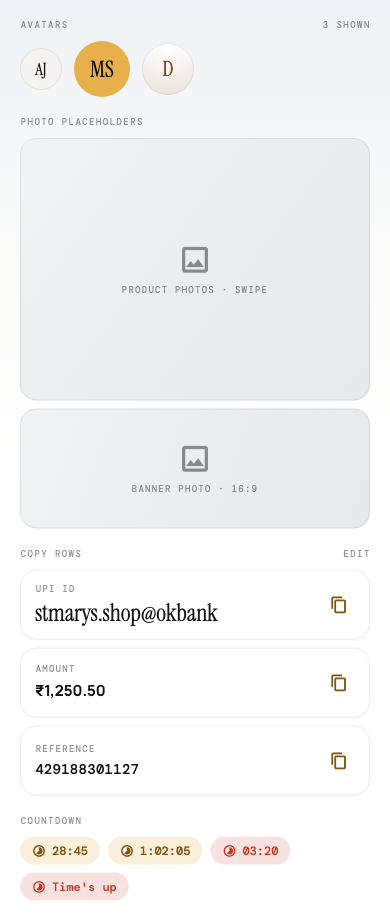 AVATARS
3 SHOWN
AJ
MS
D
PHOTO PLACEHOLDERS
PRODUCT PHOTOS · SWIPE
BANNER PHOTO · 16:9
COPY ROWS
EDIT
UPI ID
stmarys.shop@okbank
AMOUNT
₹1,250.50
REFERENCE
429188301127
COUNTDOWN
28:45
1:02:05
03:20
Time's up